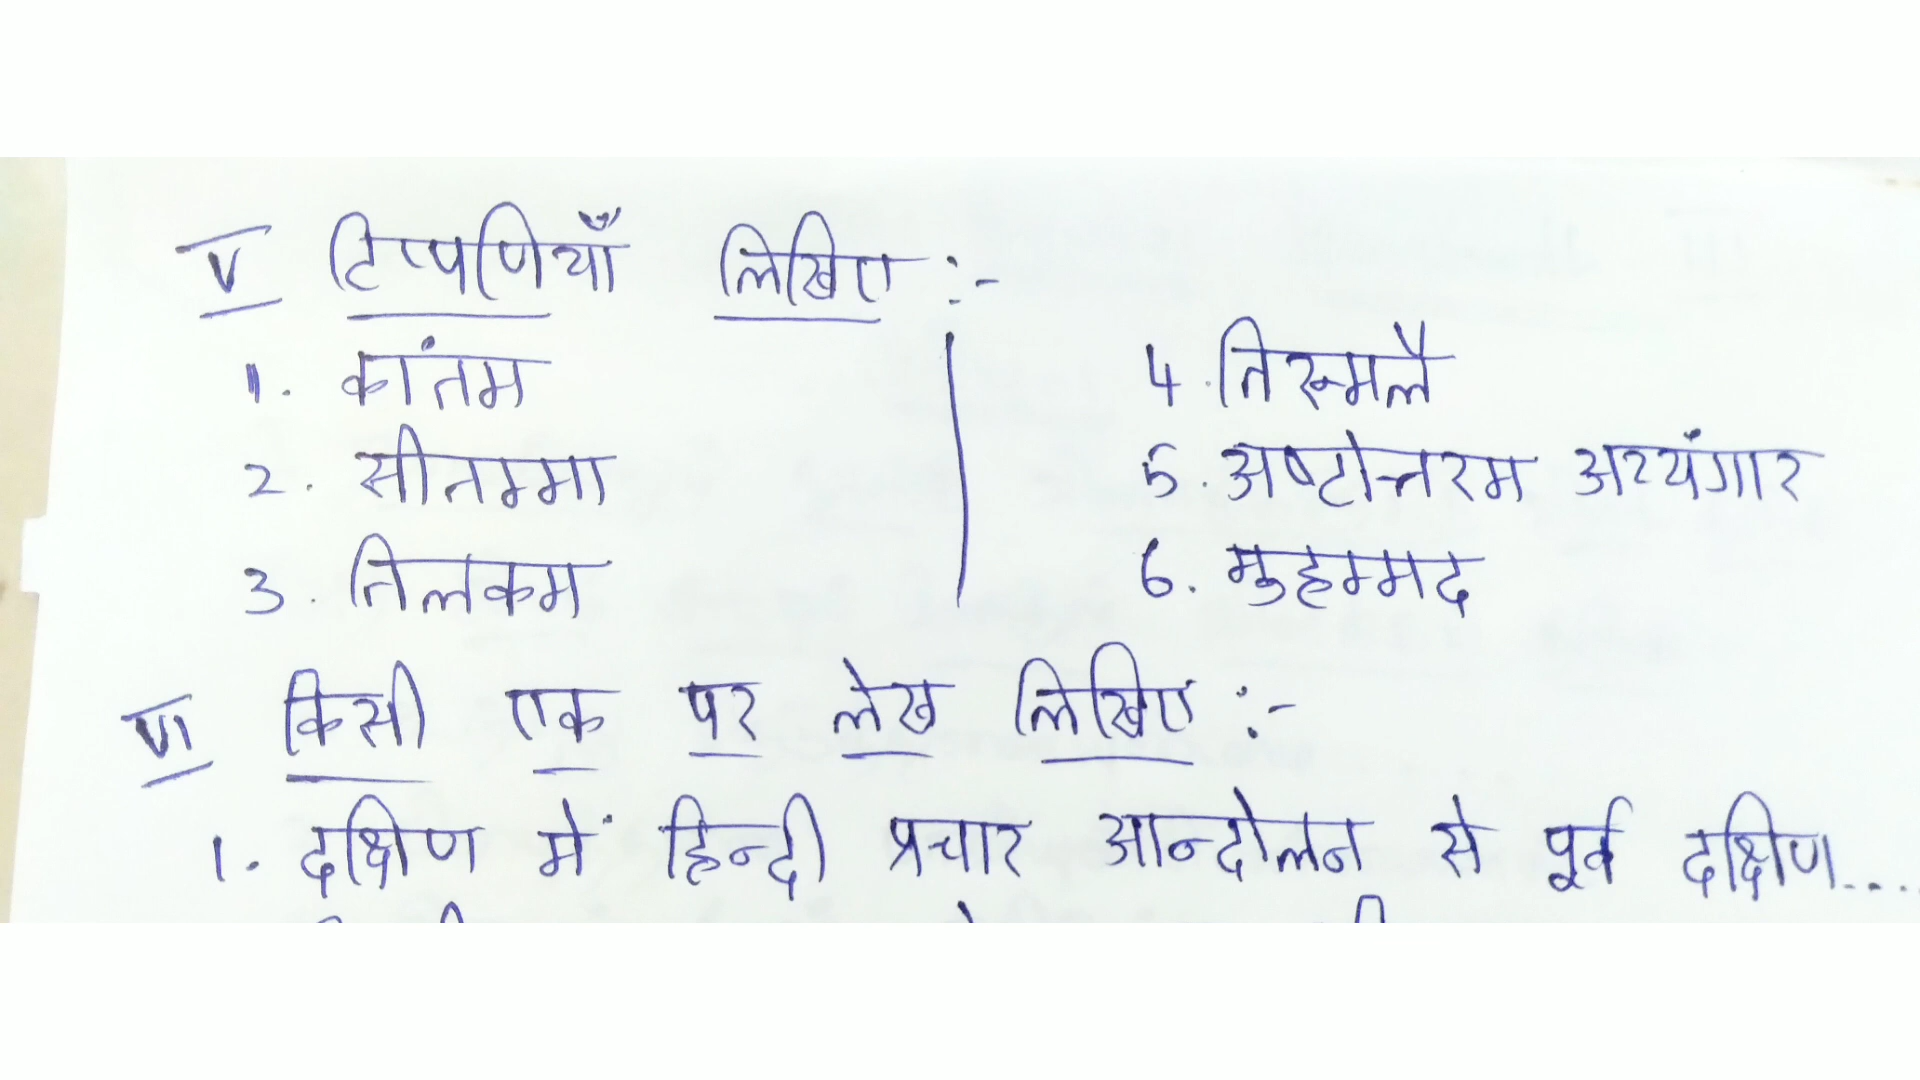 V टिप्पणियाँ लिखिए :-
1. कांतम
2. सीतम्मा
3. तिलकम
4. तिरुमलै
5. अष्टोत्तरम अय्यंगार
6. मुहम्मद
VI किसी एक पर लेख लिखिए :-
1. दक्षिण में हिन्दी प्रचार आन्दोलन से पूर्व दक्षिण....